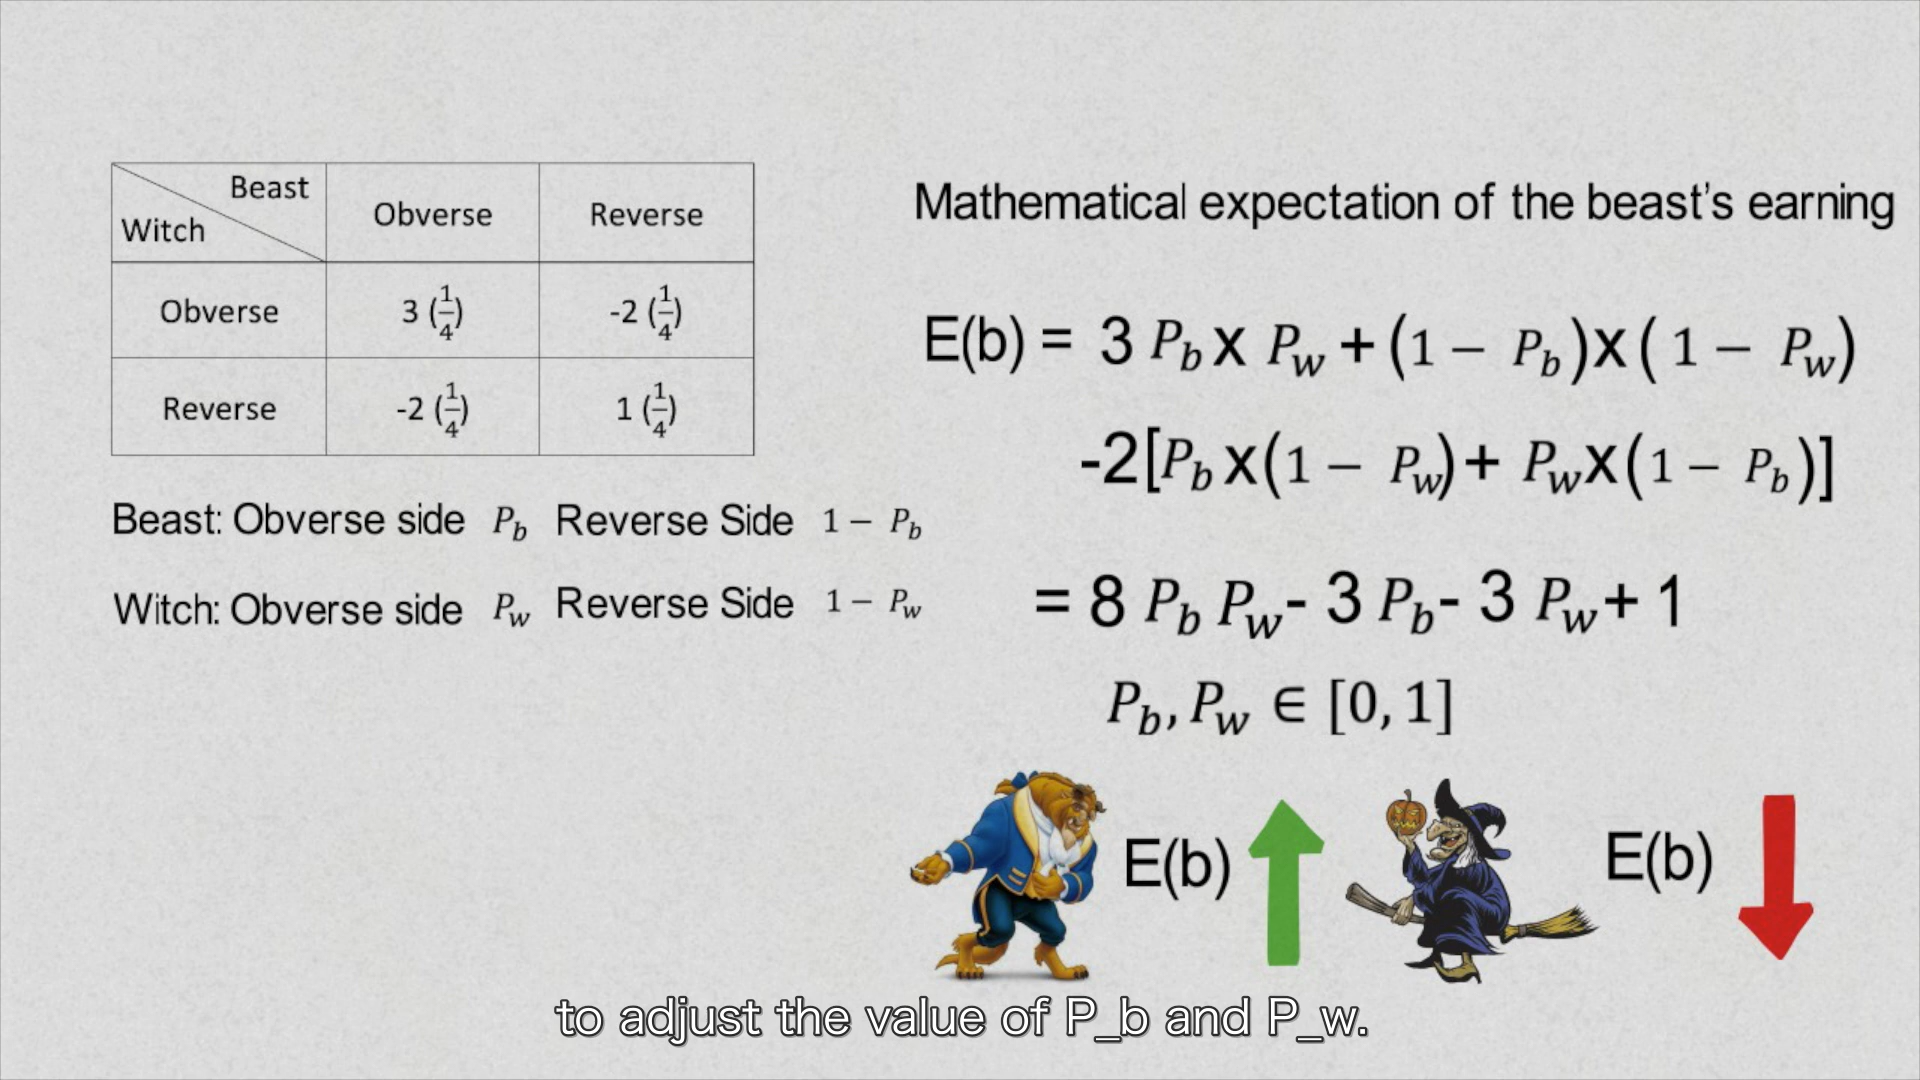 Beast
Witch
Obverse
Reverse
Obverse
3 (1/4)
-2 (1/4)
Reverse
-2 (1/4)
1 (1/4)
Beast: Obverse side P_b Reverse Side 1 − P_b
Witch: Obverse side P_w Reverse Side 1 − P_w
Mathematical expectation of the beast's earning
E(b) = 3 P_b x P_w + (1 − P_b)x(1 − P_w)
-2[P_b x(1 − P_w)+ P_w x(1 − P_b)]
= 8 P_b P_w - 3 P_b - 3 P_w + 1
P_b, P_w ∈ [0, 1]
E(b)
E(b)
to adjust the value of P_b and P_w.